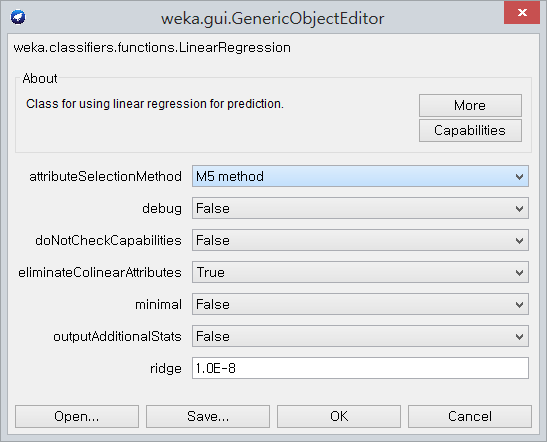 weka.gui.GenericObjectEditor
weka.classifiers.functions.LinearRegression
About
Class for using linear regression for prediction.
More
Capabilities
attributeSelectionMethod M5 method
debug False
doNotCheckCapabilities False
eliminateColinearAttributes True
minimal False
outputAdditionalStats False
ridge 1.0E-8
Open... Save... OK Cancel